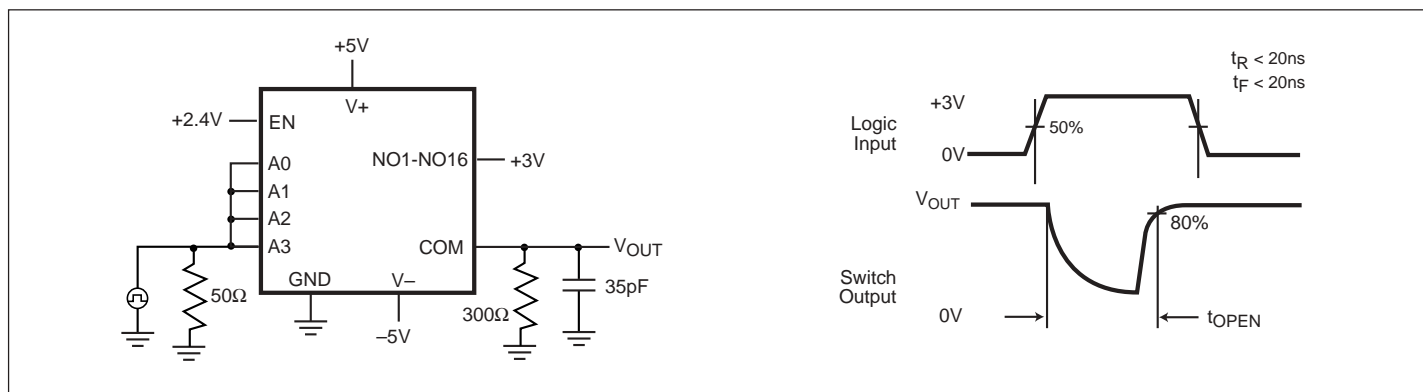 +5V
V+
+2.4V
EN
A0
NO1-NO16
+3V
A1
A2
A3
COM
VOUT
GND
V–
50Ω
300Ω
35pF
–5V
tR < 20ns
tF < 20ns
+3V
Logic
Input
50%
0V
VOUT
80%
Switch
Output
0V
tOPEN